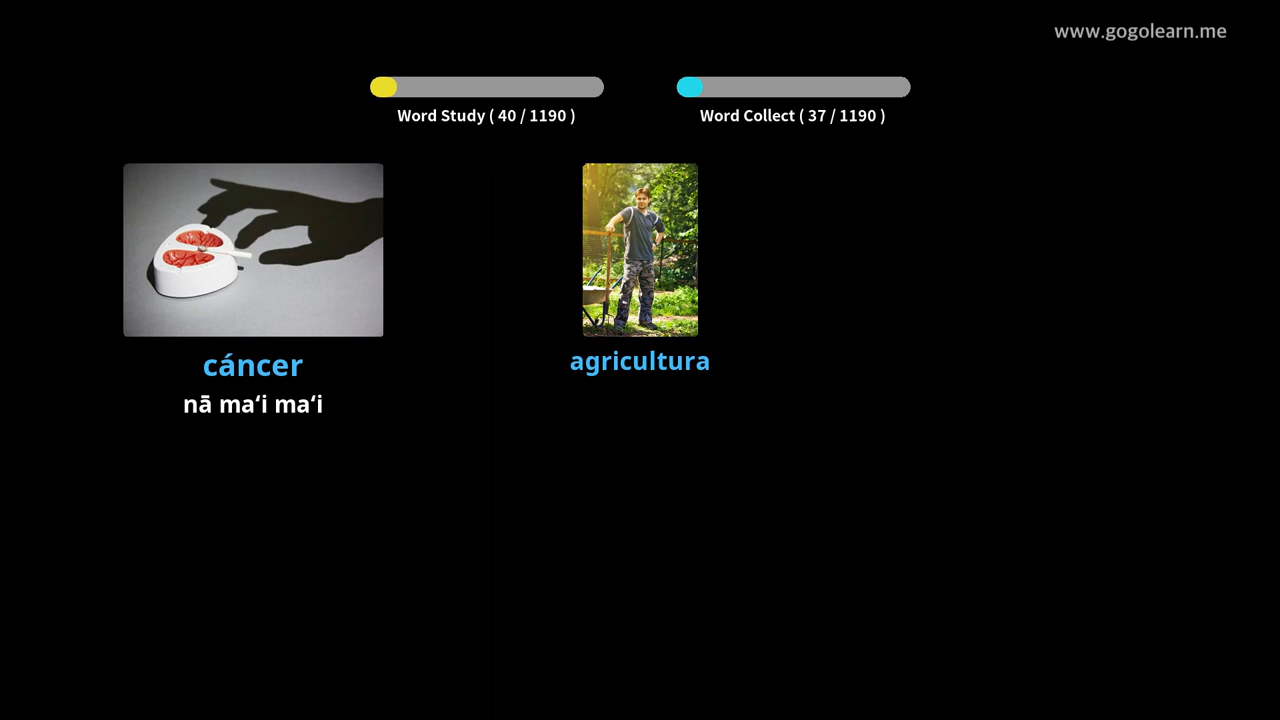 www.gogolearn.me
Word Study ( 40 / 1190 )
Word Collect ( 37 / 1190 )
cáncer
nā maʻi maʻi
agricultura